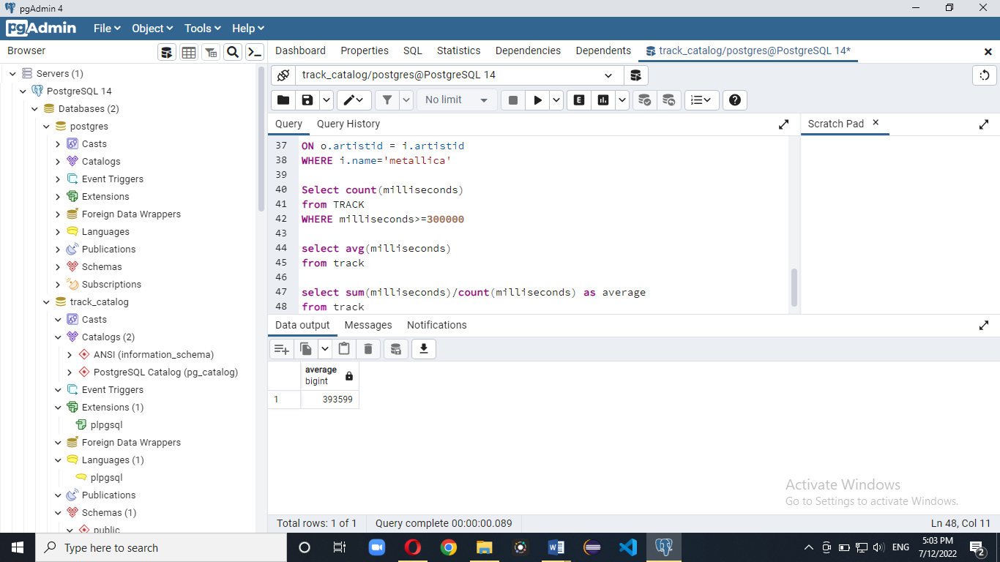 pgAdmin 4
pgAdmin File Object Tools Help
Browser
Dashboard Properties SQL Statistics Dependencies Dependents track_catalog/postgres@PostgreSQL 14*
Servers (1)
PostgreSQL 14
Databases (2)
postgres
Casts
Catalogs
Event Triggers
Extensions
Foreign Data Wrappers
Languages
Publications
Schemas
Subscriptions
track_catalog
Casts
Catalogs (2)
ANSI (information_schema)
PostgreSQL Catalog (pg_catalog)
Event Triggers
Extensions (1)
plpgsql
Foreign Data Wrappers
Languages (1)
plpgsql
Publications
Schemas (1)
public
track_catalog/postgres@PostgreSQL 14
No limit
E
Query Query History
Scratch Pad
37 ON o.artistid = i.artistid
38 WHERE i.name='metallica'
39
40 Select count(milliseconds)
41 from TRACK
42 WHERE milliseconds>=300000
43
44 select avg(milliseconds)
45 from track
46
47 select sum(milliseconds)/count(milliseconds) as average
48 from track
Data output Messages Notifications
average
bigint
1 393599
Activate Windows
Go to Settings to activate Windows.
Total rows: 1 of 1 Query complete 00:00:00.089 Ln 48, Col 11
Type here to search
ENG
5:03 PM
7/12/2022
2